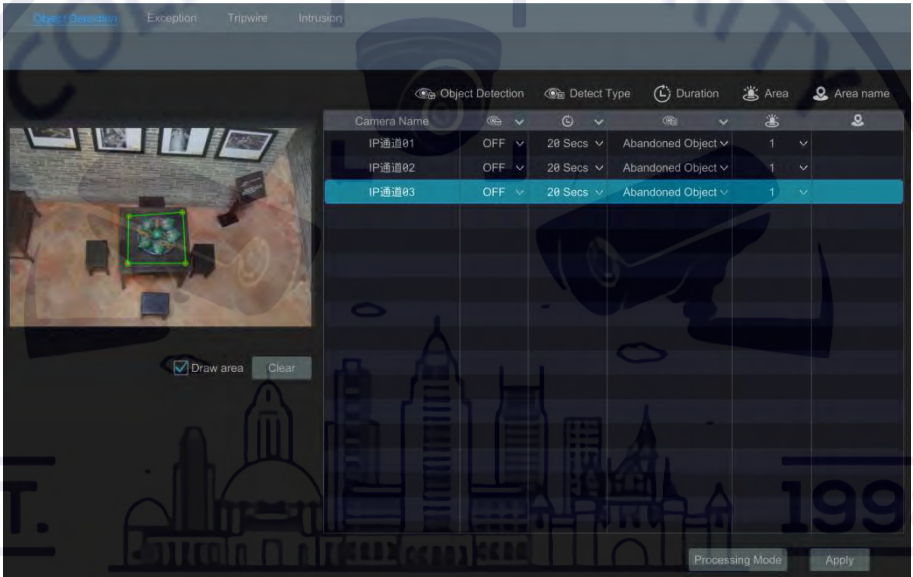 Object Detection Exception Tripwire Intrusion
Object Detection Detect Type Duration Area Area name
Camera Name
IP通道01 OFF 20 Secs Abandoned Object 1
IP通道02 OFF 20 Secs Abandoned Object 1
IP通道03 OFF 20 Secs Abandoned Object 1
Draw area Clear
T. 199
Processing Mode Apply